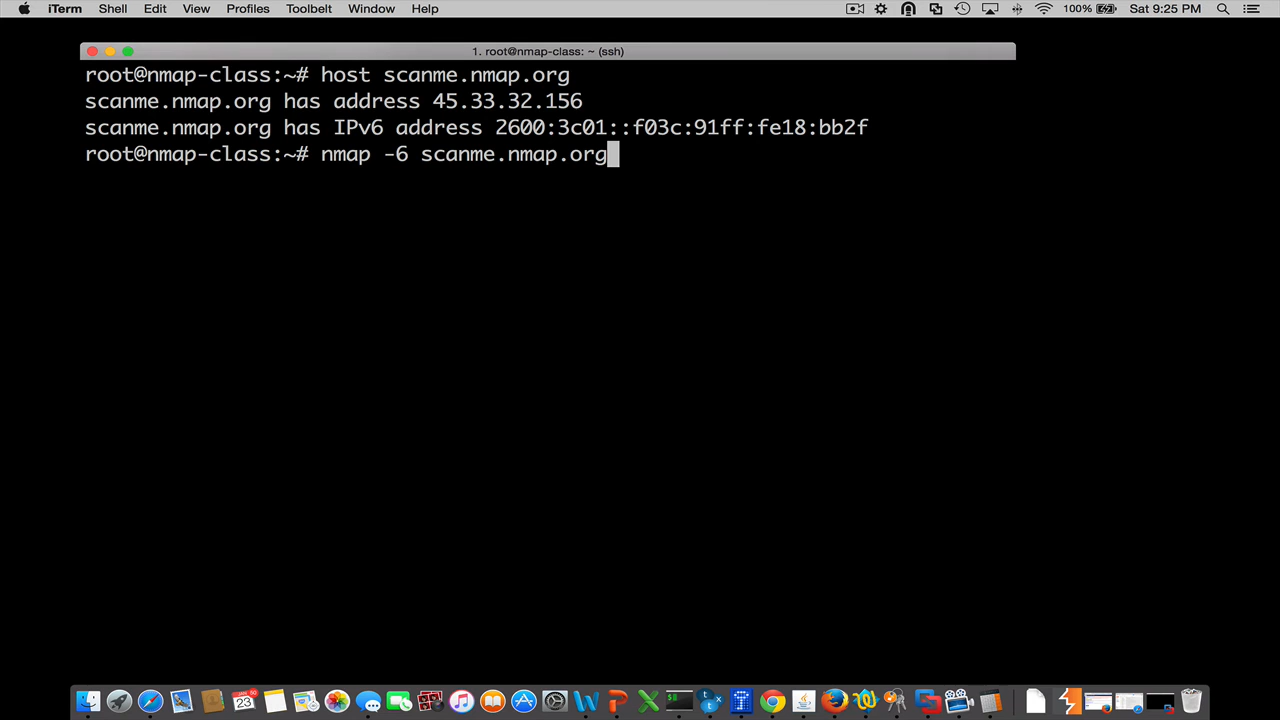 iTerm Shell Edit View Profiles Toolbelt Window Help 100% Sat 9:25 PM
1. root@nmap-class: ~ (ssh)
root@nmap-class:~# host scanme.nmap.org
scanme.nmap.org has address 45.33.32.156
scanme.nmap.org has IPv6 address 2600:3c01::f03c:91ff:fe18:bb2f
root@nmap-class:~# nmap -6 scanme.nmap.org